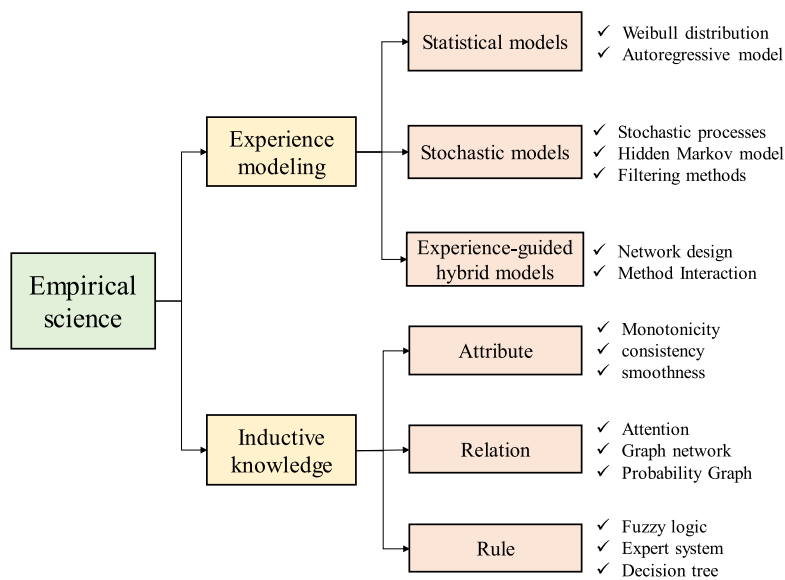 Empirical
science
Experience
modeling
Statistical models
✓ Weibull distribution
✓ Autoregressive model
Stochastic models
✓ Stochastic processes
✓ Hidden Markov model
✓ Filtering methods
Experience-guided
hybrid models
✓ Network design
✓ Method Interaction
Inductive
knowledge
Attribute
✓ Monotonicity
✓ consistency
✓ smoothness
Relation
✓ Attention
✓ Graph network
✓ Probability Graph
Rule
✓ Fuzzy logic
✓ Expert system
✓ Decision tree